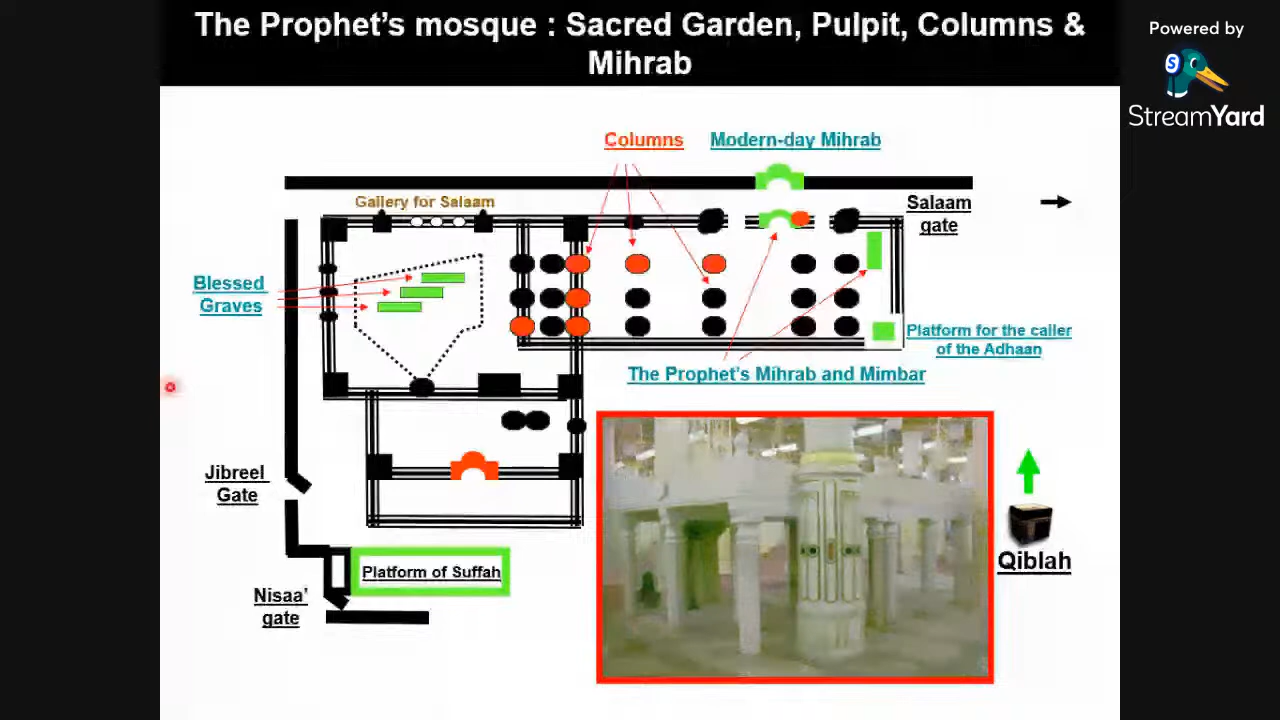 The Prophet’s mosque : Sacred Garden, Pulpit, Columns &
Mihrab
Powered by
S
StreamYard
Columns
Modern-day Mihrab
Gallery for Salaam
Salaam
gate
Blessed
Graves
Platform for the caller
of the Adhaan
The Prophet’s Mihrab and Mimbar
Jibreel
Gate
Qiblah
Platform of Suffah
Nisaa’
gate